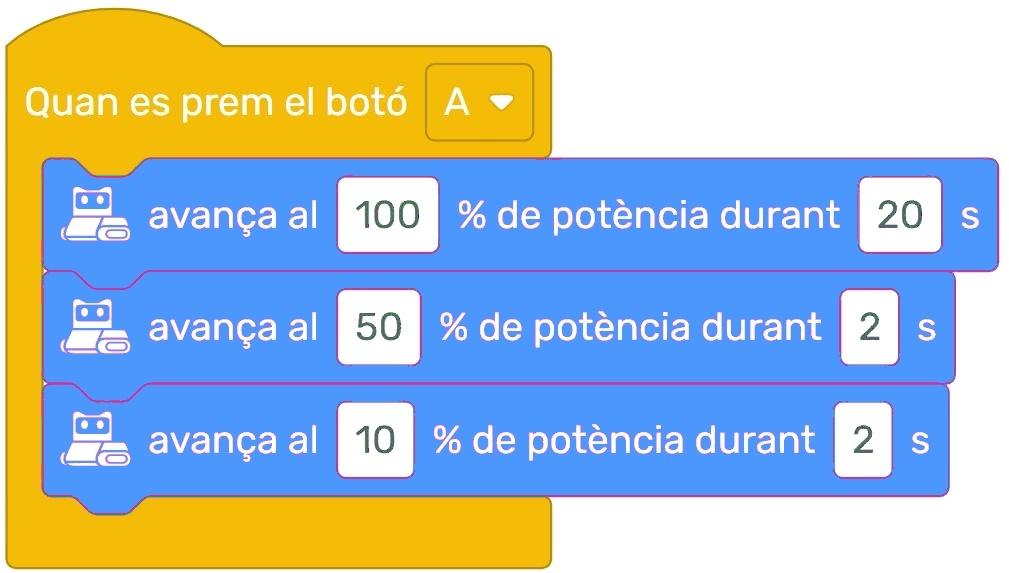 Quan es prem el botó A
avança al 100 % de potència durant 20 s
avança al 50 % de potència durant 2 s
avança al 10 % de potència durant 2 s